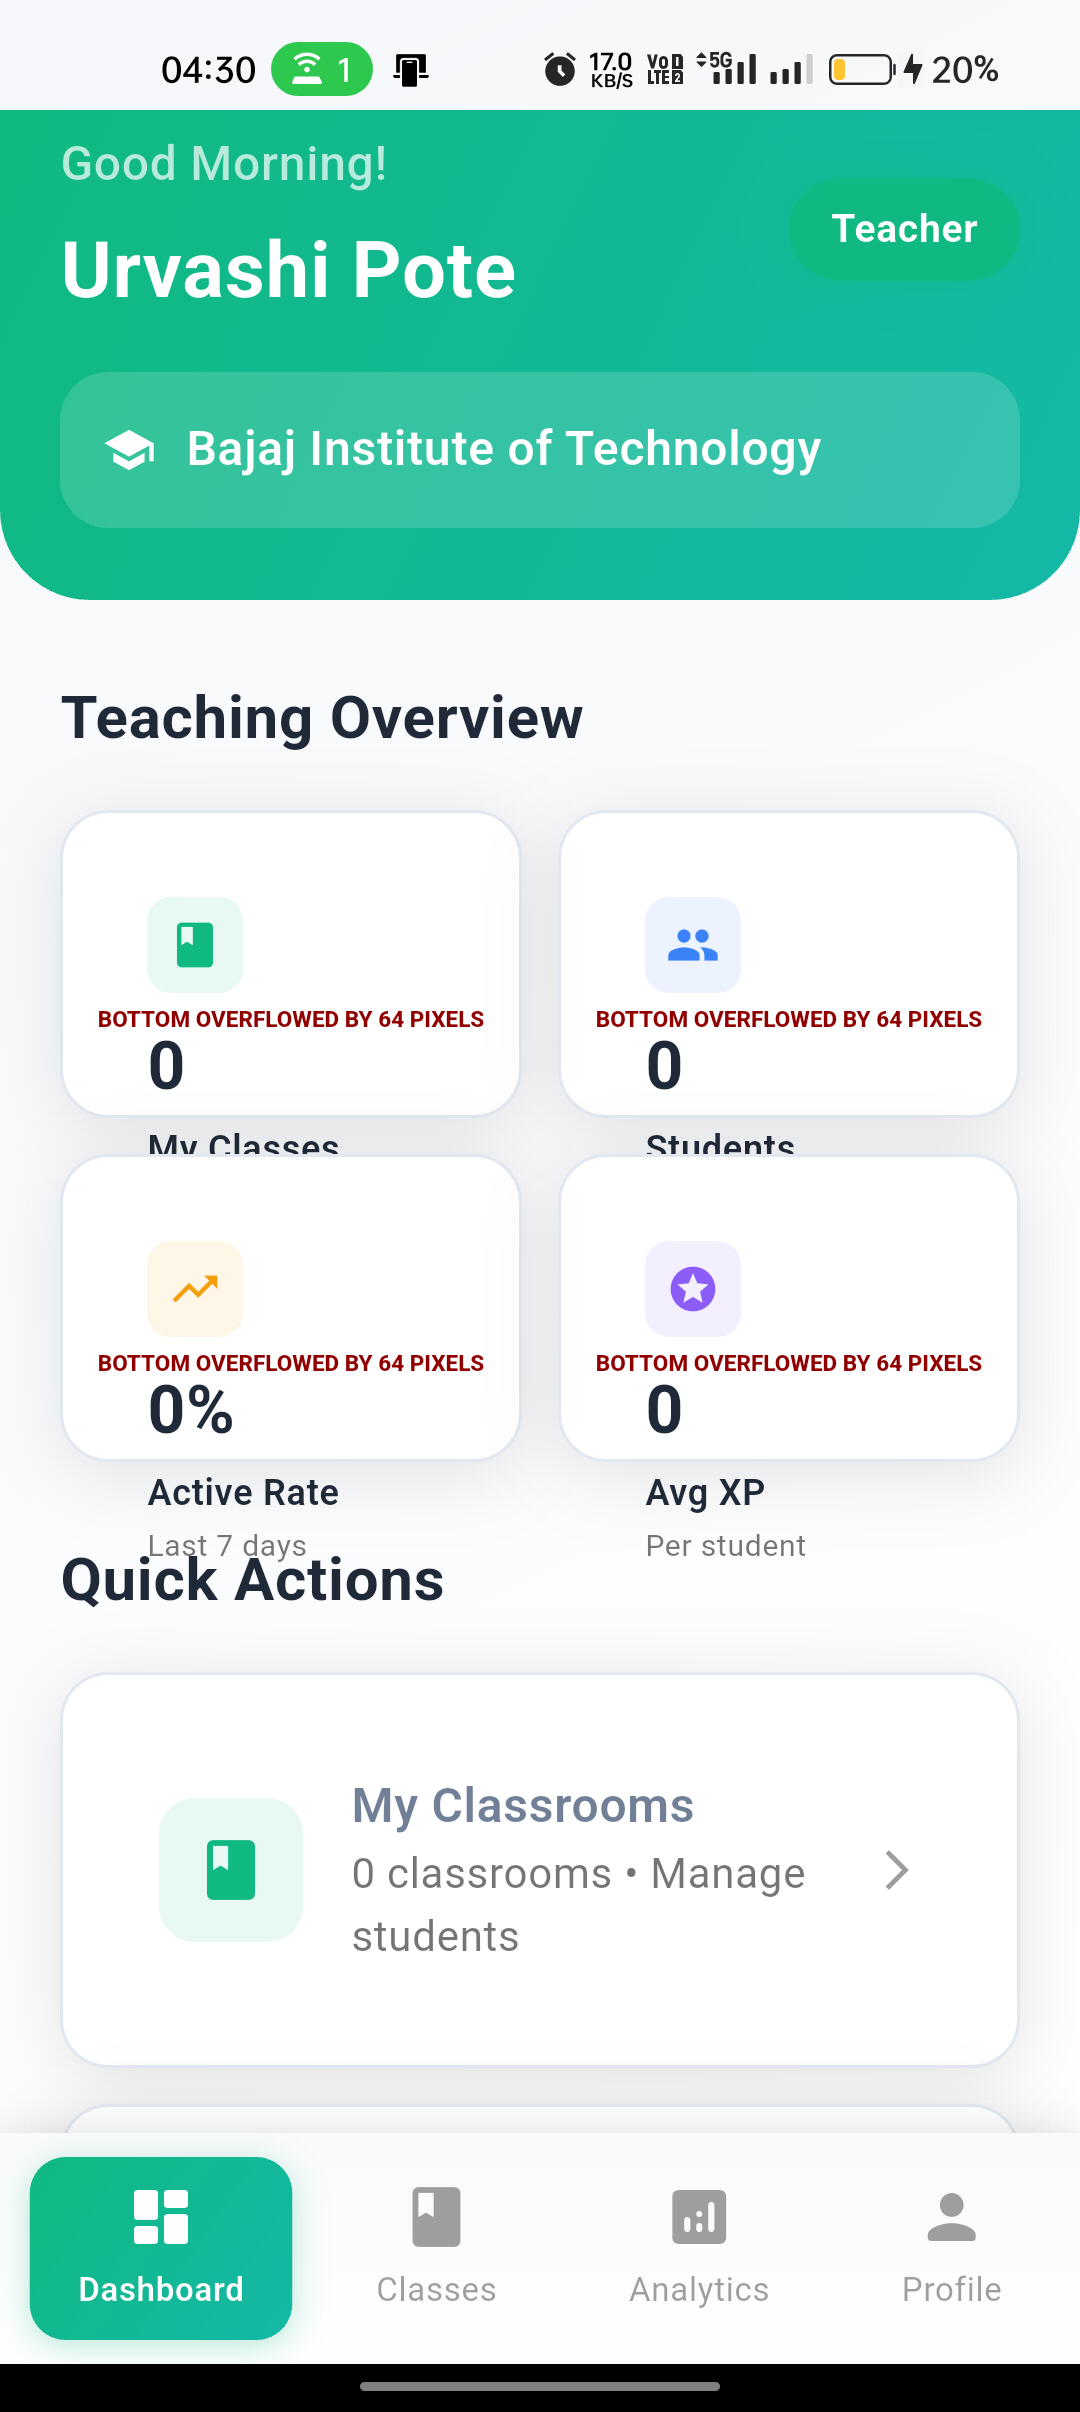 04:30
1
17.0
KB/S
VoD
LTE 2
5G
20%
Good Morning!
Urvashi Pote
Teacher
Bajaj Institute of Technology
Teaching Overview
BOTTOM OVERFLOWED BY 64 PIXELS
0
My Classes
BOTTOM OVERFLOWED BY 64 PIXELS
0
Students
BOTTOM OVERFLOWED BY 64 PIXELS
0%
Active Rate
Last 7 days
BOTTOM OVERFLOWED BY 64 PIXELS
0
Avg XP
Per student
Quick Actions
My Classrooms
0 classrooms • Manage
students
Dashboard
Classes
Analytics
Profile